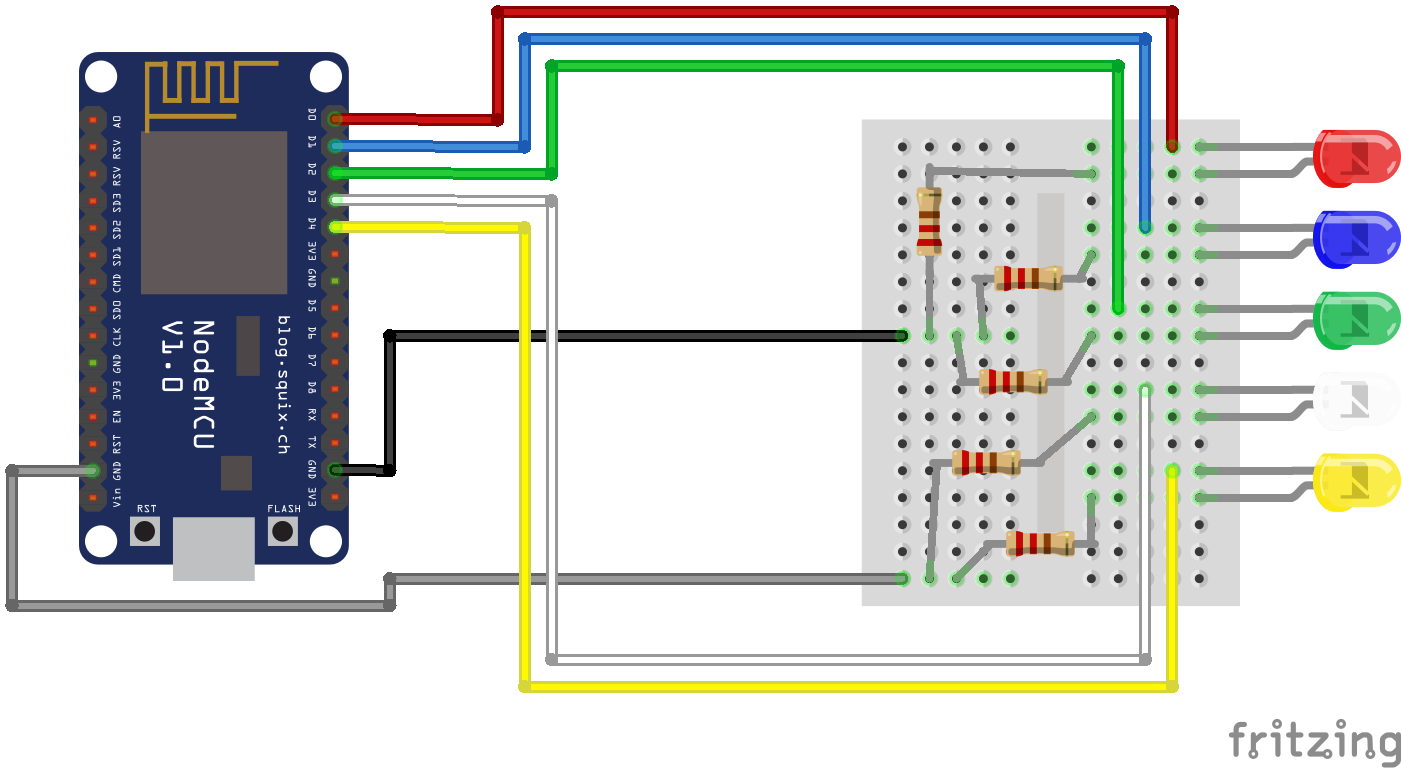 A0
RSV
RSV
SD3
SD2
SD1
CMD
SD0
CLK
GND
3V3
EN
RST
GND
Vin
D0
D1
D2
D3
D4
3V3
GND
D5
D6
D7
D8
RX
TX
GND
3V3
NodeMCU
V1.0
blog.squix.ch
RST
FLASH
fritzing